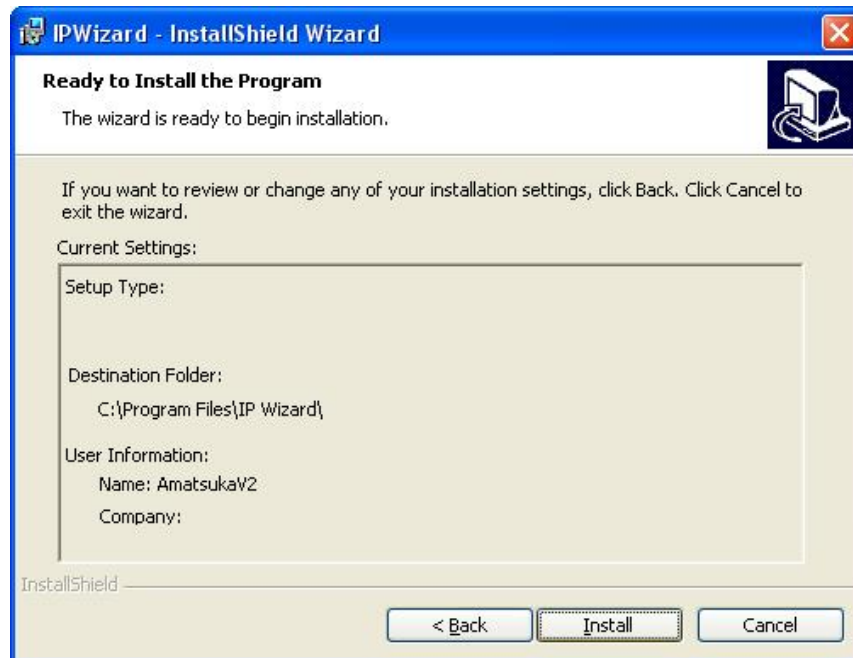 IPWizard - InstallShield Wizard
Ready to Install the Program
The wizard is ready to begin installation.
If you want to review or change any of your installation settings, click Back. Click Cancel to
exit the wizard.
Current Settings:
Setup Type:
Destination Folder:
C:\Program Files\IP Wizard\
User Information:
Name: AmatsukaV2
Company:
InstallShield
< Back
Install
Cancel